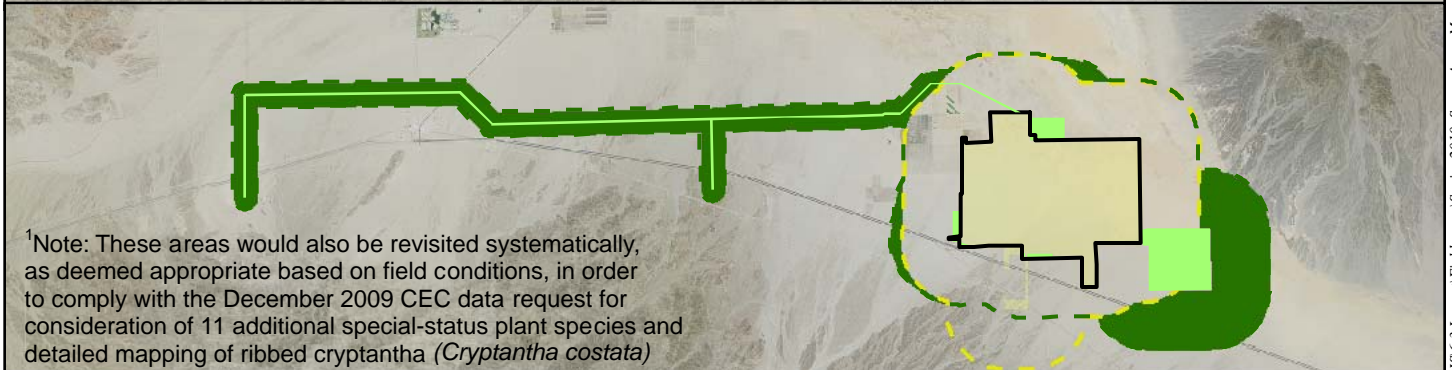 ¹Note: These areas would also be revisited systematically,
as deemed appropriate based on field conditions, in order
to comply with the December 2009 CEC data request for
consideration of 11 additional special-status plant species and
detailed mapping of ribbed cryptantha (Cryptantha costata)